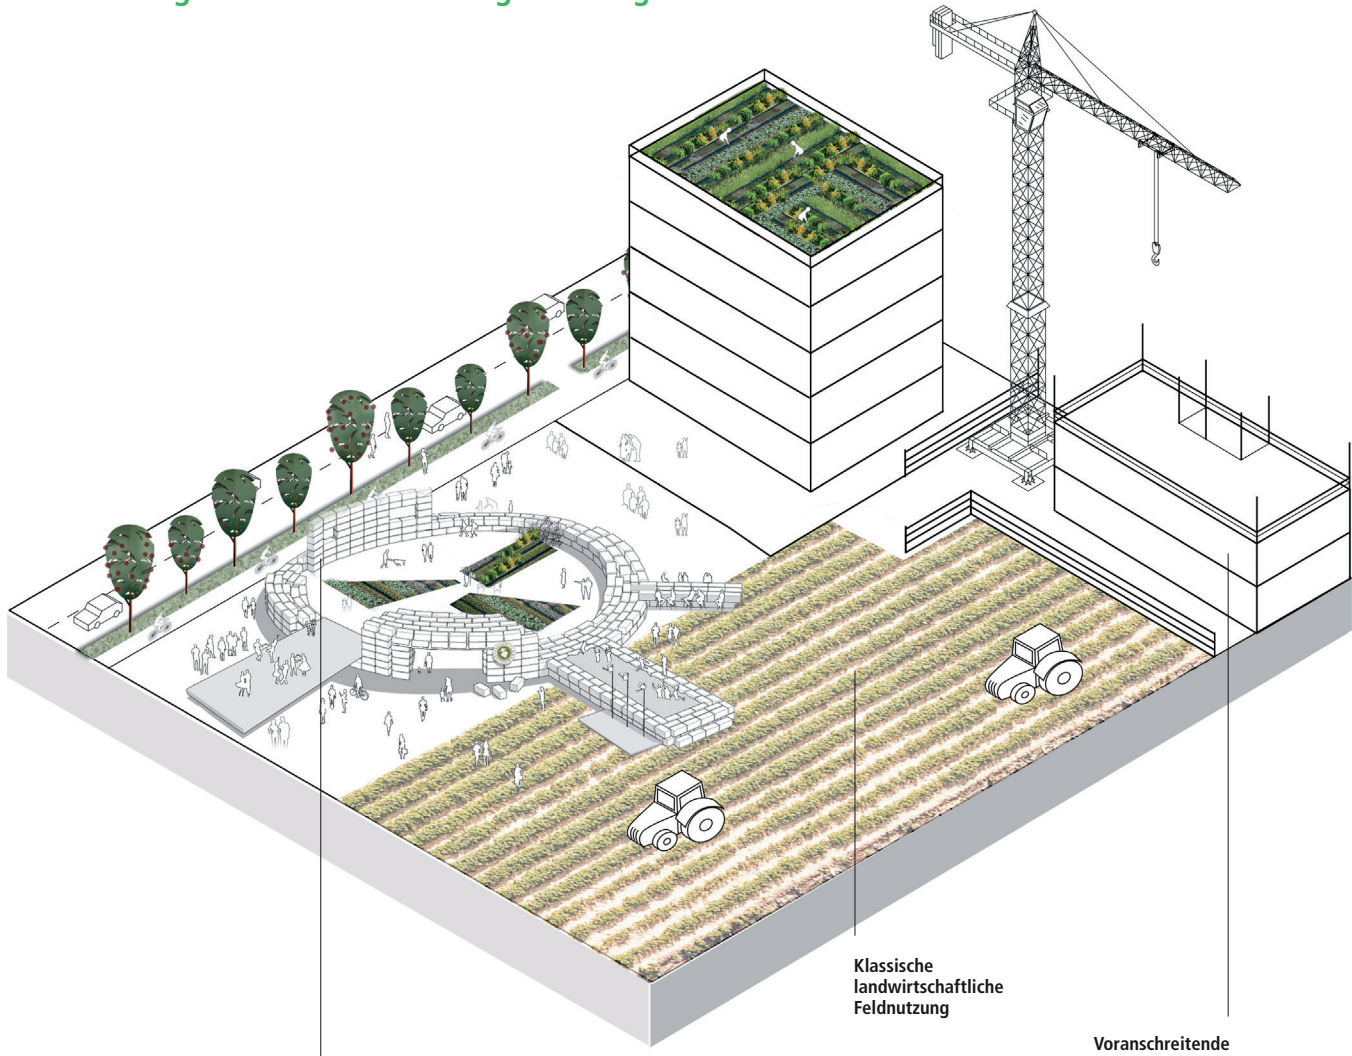 Klassische
landwirtschaftliche
Feldnutzung
Voranschreitende